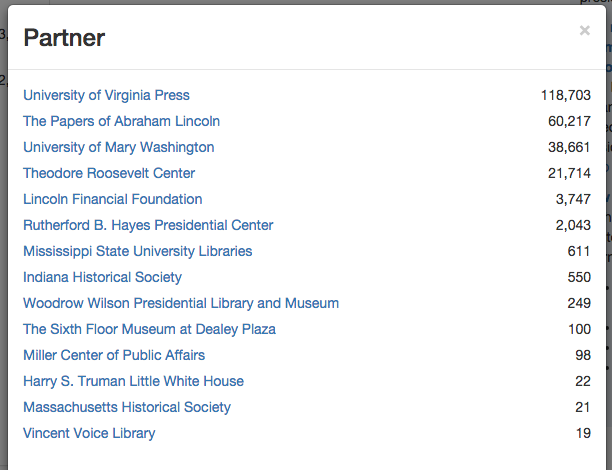 Partner ×
University of Virginia Press 118,703
The Papers of Abraham Lincoln 60,217
University of Mary Washington 38,661
Theodore Roosevelt Center 21,714
Lincoln Financial Foundation 3,747
Rutherford B. Hayes Presidential Center 2,043
Mississippi State University Libraries 611
Indiana Historical Society 550
Woodrow Wilson Presidential Library and Museum 249
The Sixth Floor Museum at Dealey Plaza 100
Miller Center of Public Affairs 98
Harry S. Truman Little White House 22
Massachusetts Historical Society 21
Vincent Voice Library 19